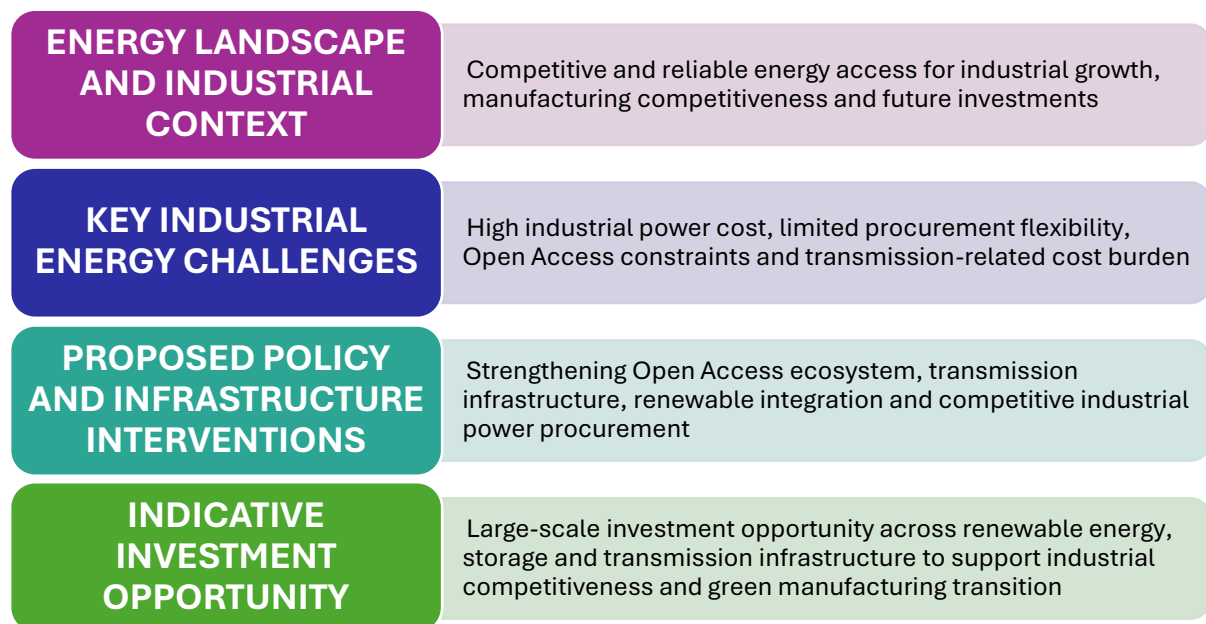 ENERGY LANDSCAPE
AND INDUSTRIAL
CONTEXT
Competitive and reliable energy access for industrial growth,
manufacturing competitiveness and future investments
KEY INDUSTRIAL
ENERGY CHALLENGES
High industrial power cost, limited procurement flexibility,
Open Access constraints and transmission-related cost burden
PROPOSED POLICY
AND INFRASTRUCTURE
INTERVENTIONS
Strengthening Open Access ecosystem, transmission
infrastructure, renewable integration and competitive industrial
power procurement
INDICATIVE
INVESTMENT
OPPORTUNITY
Large-scale investment opportunity across renewable energy,
storage and transmission infrastructure to support industrial
competitiveness and green manufacturing transition